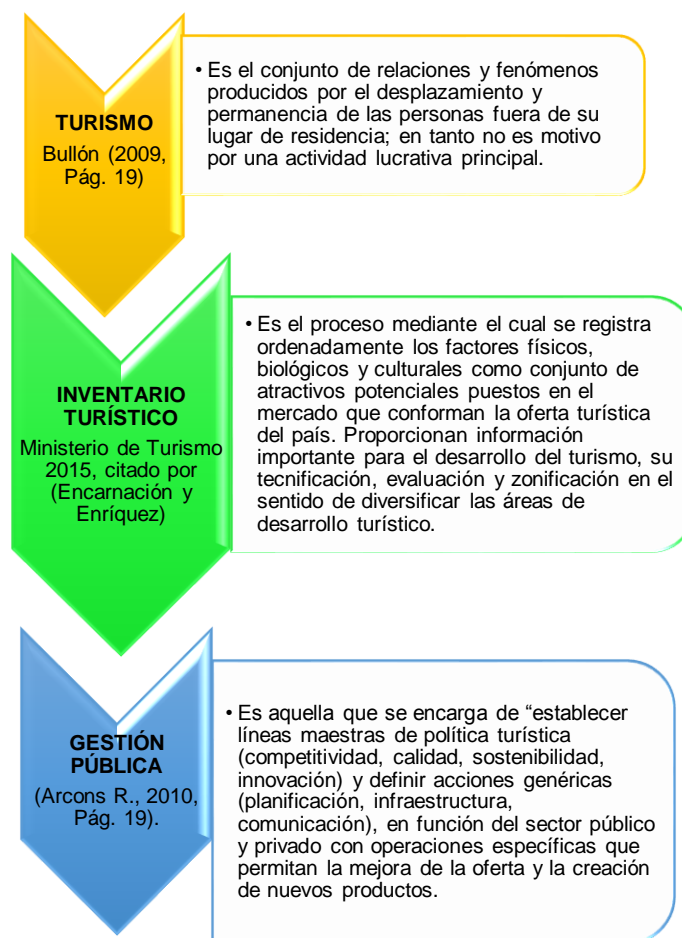 TURISMO
Bullón (2009,
Pág. 19)
• Es el conjunto de relaciones y fenómenos
producidos por el desplazamiento y
permanencia de las personas fuera de su
lugar de residencia; en tanto no es motivo
por una actividad lucrativa principal.
INVENTARIO
TURÍSTICO
Ministerio de Turismo
2015, citado por
(Encarnación y
Enríquez)
• Es el proceso mediante el cual se registra
ordenadamente los factores físicos,
biológicos y culturales como conjunto de
atractivos potenciales puestos en el
mercado que conforman la oferta turística
del país. Proporcionan información
importante para el desarrollo del turismo, su
tecnificación, evaluación y zonificación en el
sentido de diversificar las áreas de
desarrollo turístico.
GESTIÓN
PÚBLICA
(Arcons R., 2010,
Pág. 19).
• Es aquella que se encarga de “establecer
líneas maestras de política turística
(competitividad, calidad, sostenibilidad,
innovación) y definir acciones genéricas
(planificación, infraestructura,
comunicación), en función del sector público
y privado con operaciones específicas que
permitan la mejora de la oferta y la creación
de nuevos productos.